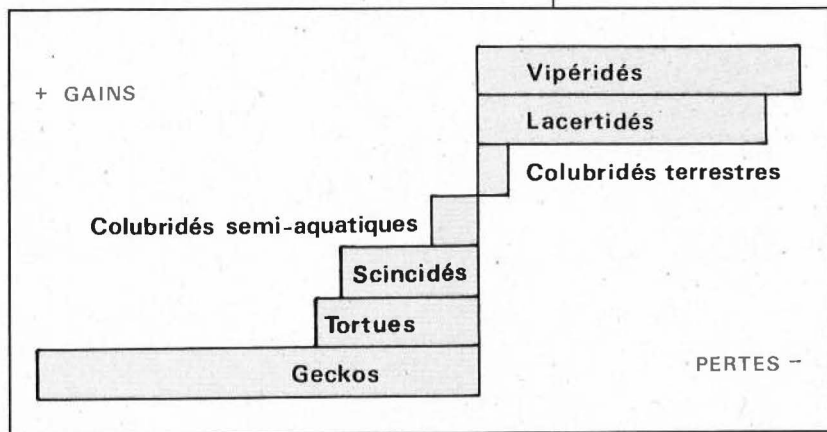 Vipéridés
+ GAINS
Lacertidés
Colubridés terrestres
Colubridés semi-aquatiques
Scincidés
Tortues
Geckos
PERTES −